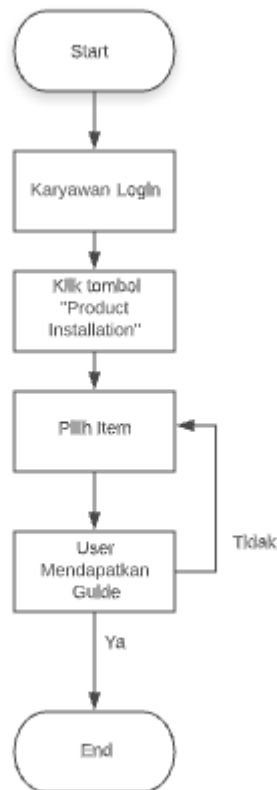 Start
Karyawan Login
Klik tombol
"Product
Installation"
Pilih Item
User
Mendapatkan
Guide
Tidak
Ya
End